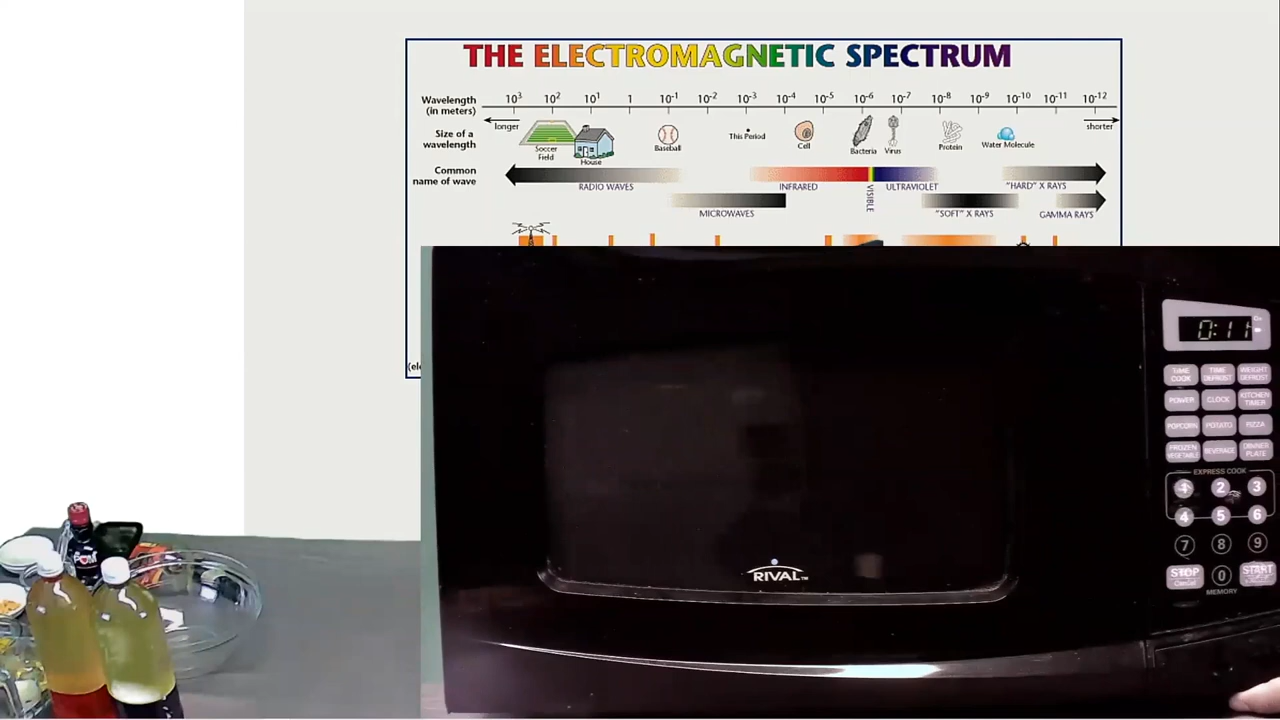 THE ELECTROMAGNETIC SPECTRUM
Wavelength (in meters)
10³ 10² 10¹ 1 10⁻¹ 10⁻² 10⁻³ 10⁻⁴ 10⁻⁵ 10⁻⁶ 10⁻⁷ 10⁻⁸ 10⁻⁹ 10⁻¹⁰ 10⁻¹¹ 10⁻¹²
longer
shorter
Size of a wavelength
Soccer Field
House
Baseball
This Period
Cell
Bacteria
Virus
Protein
Water Molecule
Common name of wave
RADIO WAVES
INFRARED
VISIBLE
ULTRAVIOLET
"HARD" X RAYS
MICROWAVES
"SOFT" X RAYS
GAMMA RAYS
0:11
TIME COOK
TIME DEFROST
WEIGHT DEFROST
POWER
CLOCK
KITCHEN TIMER
POPCORN
POTATO
PIZZA
FROZEN VEGETABLE
BEVERAGE
DINNER PLATE
EXPRESS COOK
1 2 3
4 5 6
7 8 9
STOP
0
START
MEMORY
RIVAL™
POM